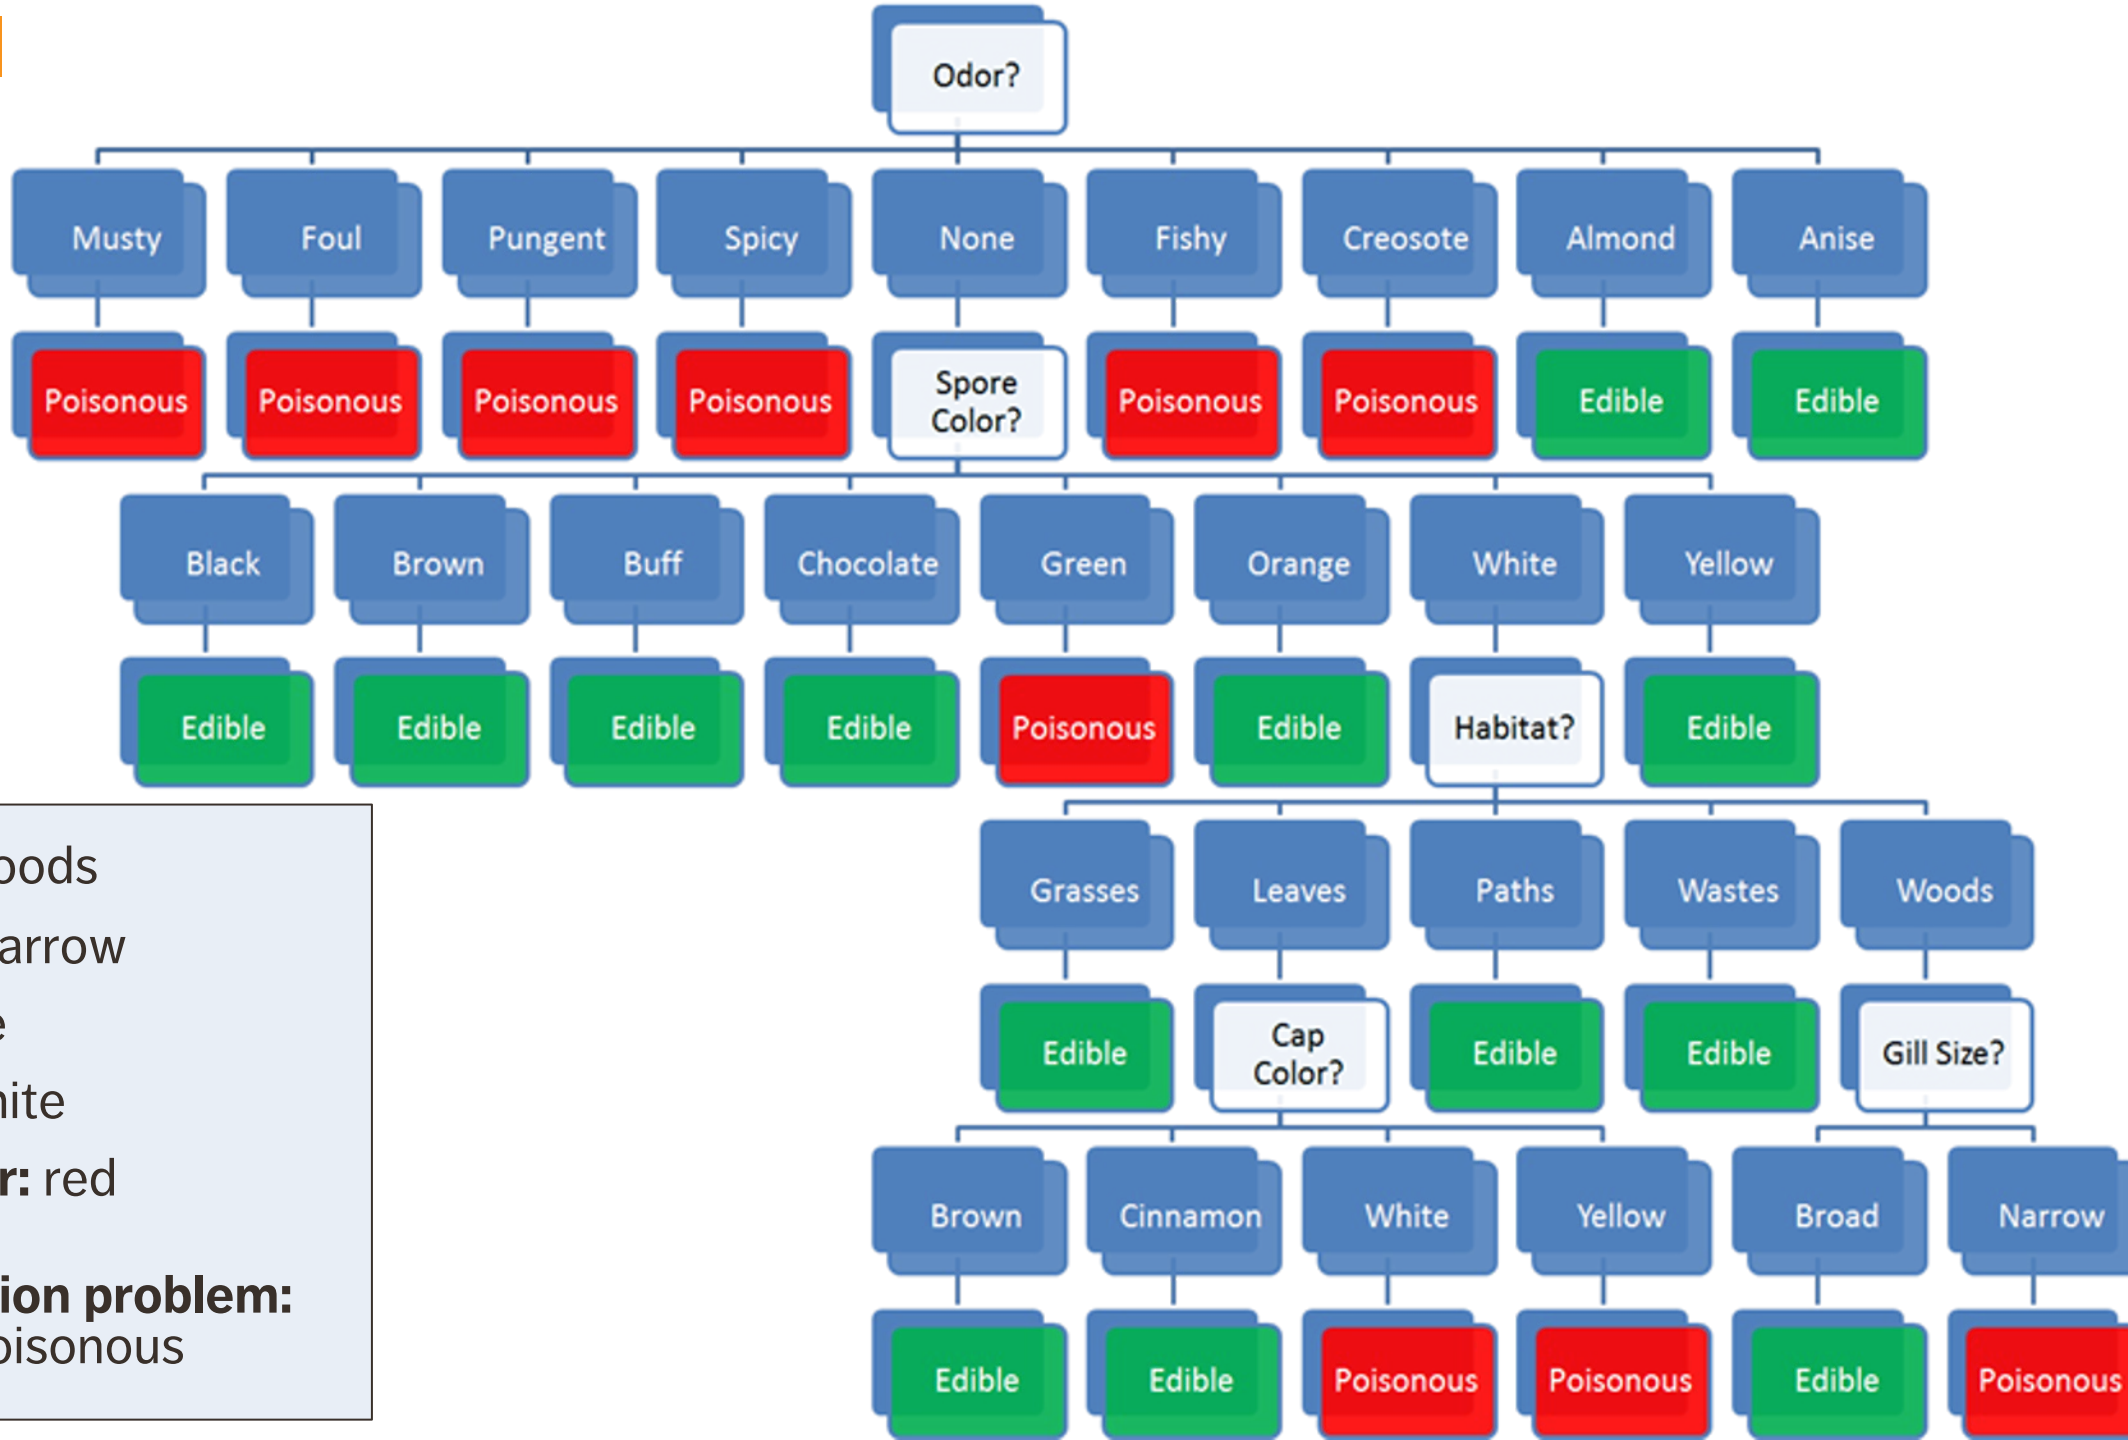 Odor?
Musty Foul Pungent Spicy None Fishy Creosote Almond Anise
Poisonous Poisonous Poisonous Poisonous Spore Color? Poisonous Poisonous Edible Edible
Black Brown Buff Chocolate Green Orange White Yellow
Edible Edible Edible Edible Poisonous Edible Habitat? Edible
Grasses Leaves Paths Wastes Woods
Edible Cap Color? Edible Edible Gill Size?
Brown Cinnamon White Yellow Broad Narrow
Edible Edible Poisonous Poisonous Edible Poisonous
oods
arrow
e
ite
r: red
ion problem:
oisonous